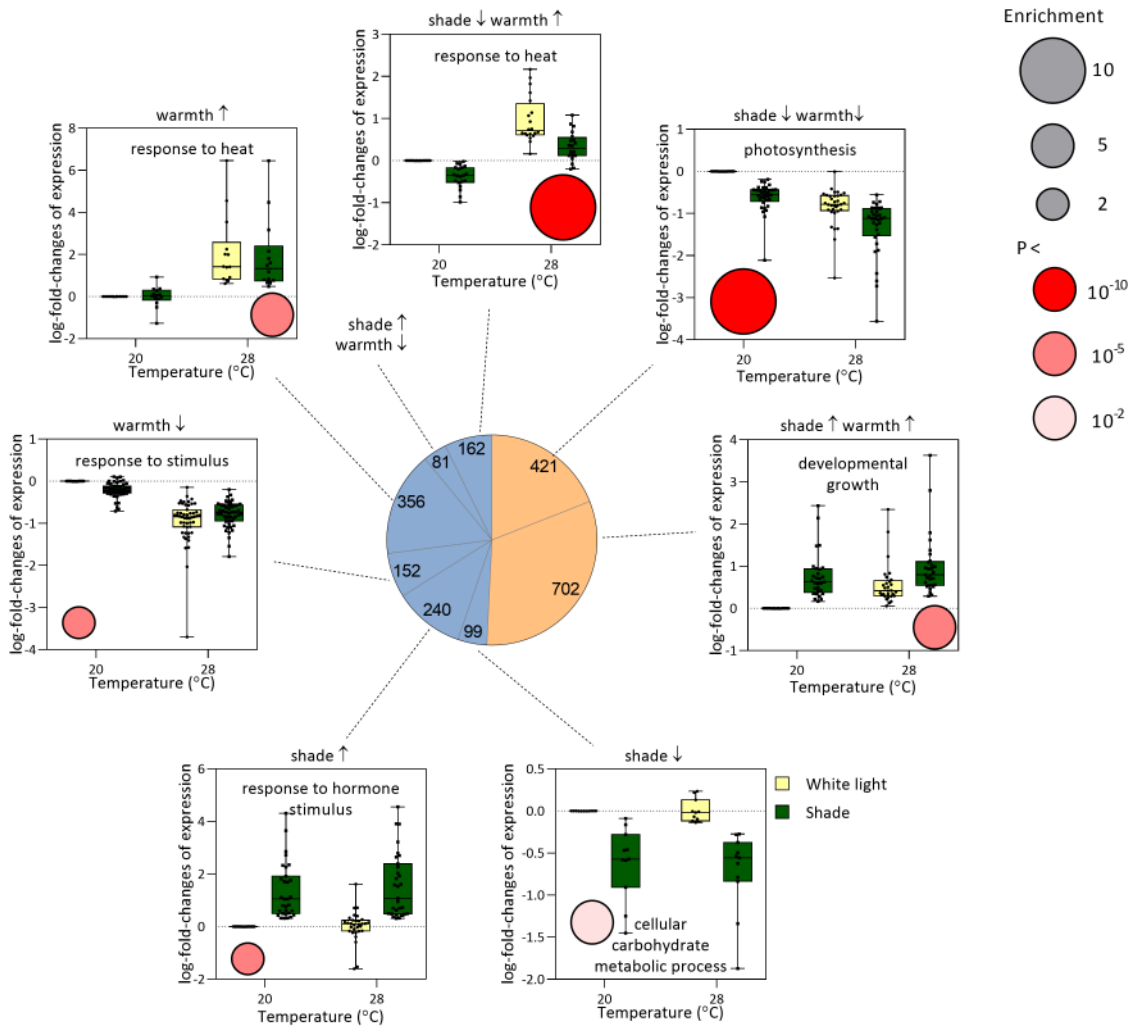 shade ↓ warmth ↑
log-fold-changes of expression
3
2
1
0
-1
-2
response to heat
20
28
Temperature (°C)
Enrichment
10
5
2
P <
10-10
10-5
10-2
warmth ↑
log-fold-changes of expression
8
6
4
2
0
-2
response to heat
20
28
Temperature (°C)
shade ↓ warmth↓
log-fold-changes of expression
1
0
-1
-2
-3
-4
photosynthesis
20
28
Temperature (°C)
shade ↑
warmth ↓
warmth ↓
log-fold-changes of expression
1
0
-1
-2
-3
-4
response to stimulus
20
28
Temperature (°C)
162
421
81
356
152
702
240
99
shade ↑ warmth ↑
log-fold-changes of expression
4
3
2
1
0
-1
developmental
growth
20
28
Temperature (°C)
shade ↑
log-fold-changes of expression
6
4
2
0
-2
response to hormone
stimulus
20
28
Temperature (°C)
shade ↓
log-fold-changes of expression
0.5
0.0
-0.5
-1.0
-1.5
-2.0
cellular
carbohydrate
metabolic process
20
28
Temperature (°C)
White light
Shade